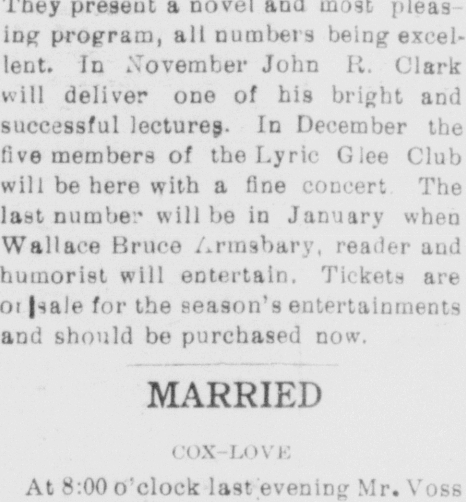 They present a novel and most pleas-
ing program, all numbers being excel-
lent. In November John R. Clark
will deliver one of his bright and
successful lectures. In December the
five members of the Lyric Glee Club
will be here with a fine concert. The
last number will be in January when
Wallace Bruce Armsbary, reader and
humorist will entertain. Tickets are
on sale for the season's entertainments
and should be purchased now.
MARRIED
COX-LOVE
At 8:00 o'clock last evening Mr. Voss